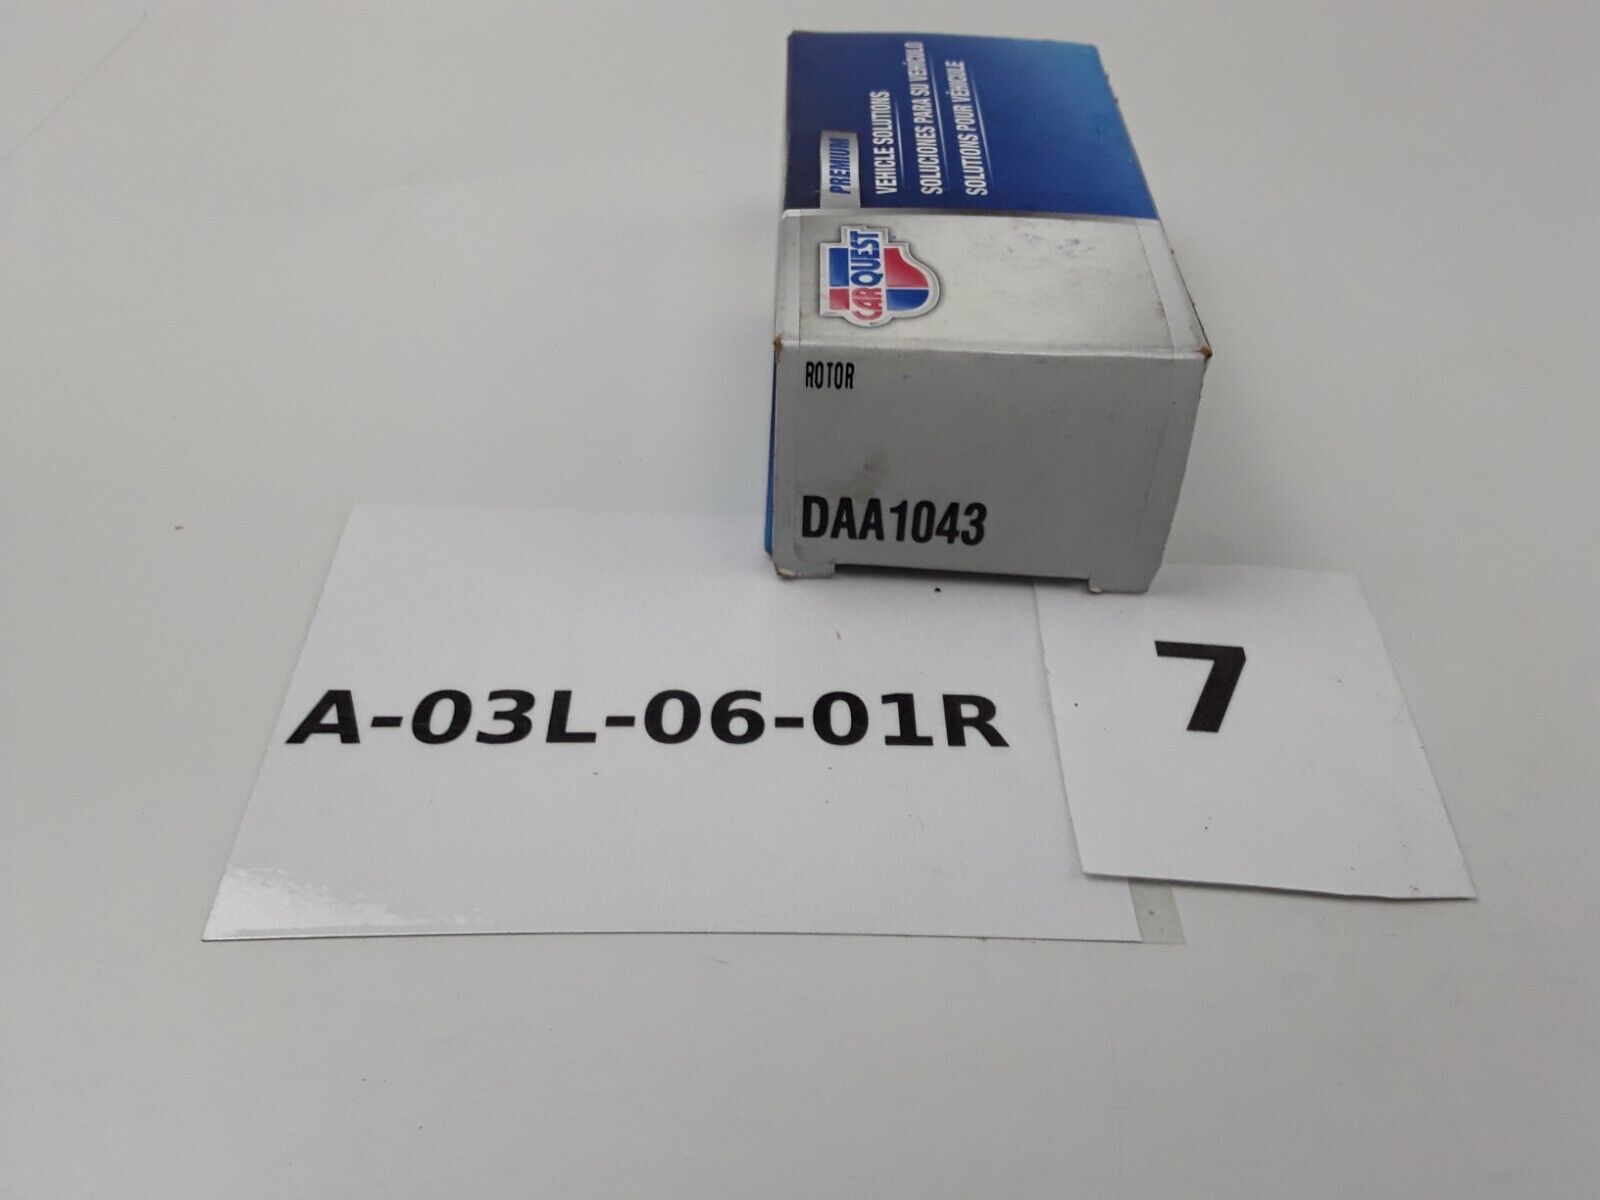 PREMIUM
VEHICLE SOLUTIONS
SOLUCIONES PARA SU VEHÍCULO
SOLUTIONS POUR VÉHICULE
CARQUEST
ROTOR
DAA1043
A-03L-06-01R
7